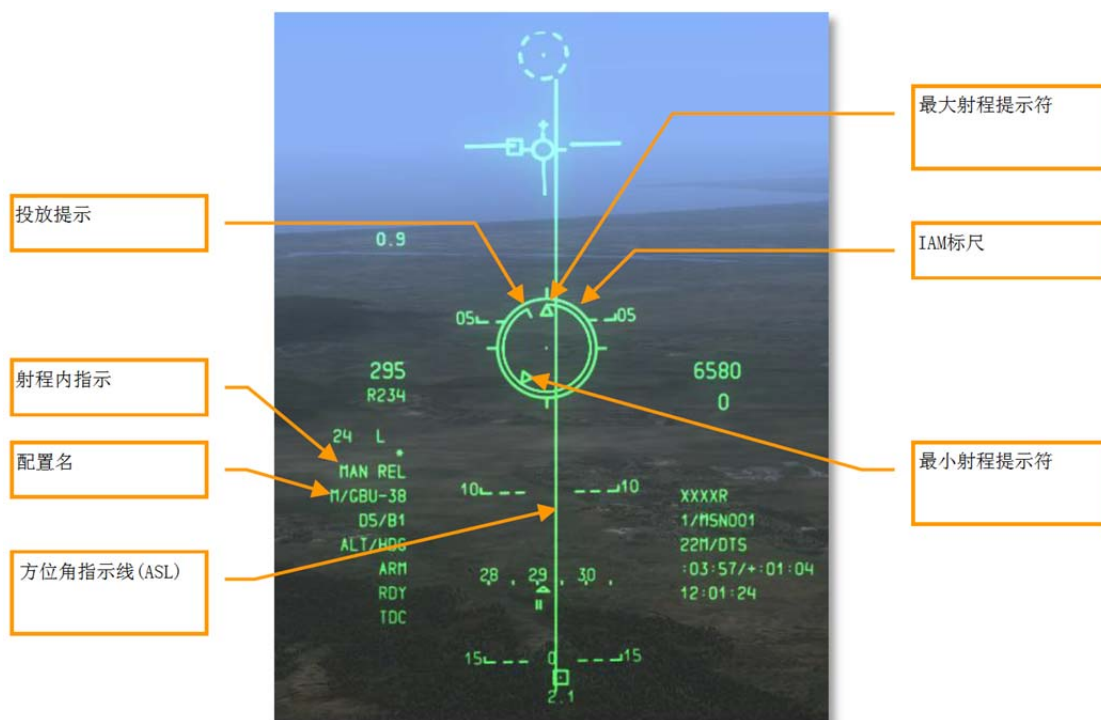 最大射程提示符
投放提示
IAM标尺
0.9
05 05
射程内指示
295
R234
6580
0
24 L
配置名
MAN REL
最小射程提示符
M/GBU-38
10 10
XXXXR
D5/B1
1/MSN001
方位角指示线(ASL)
ALT/HDG
22M/DTS
ARM
28 . 29 . 30 .
:03:57/+:01:04
RDY
12:01:24
TDC
15 0 15
2.1